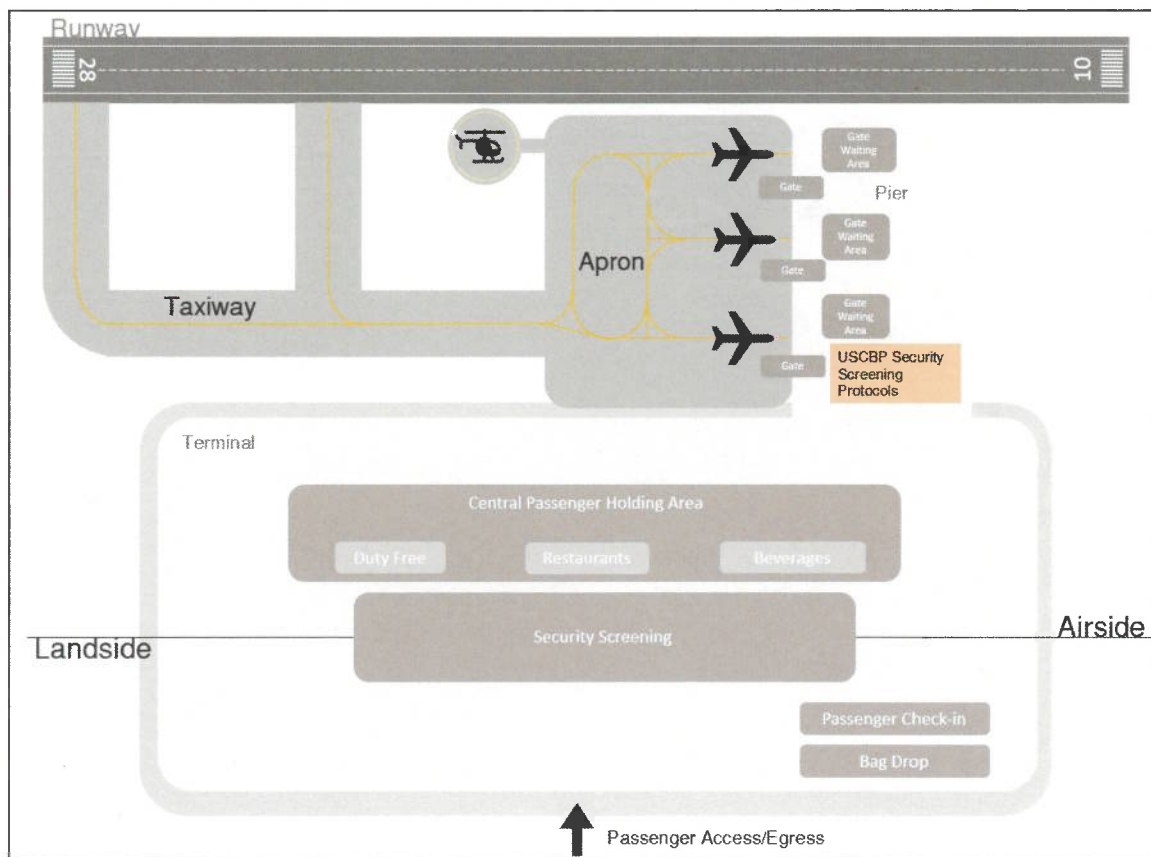 Runway
28
10
Gate
Waiting
Area
Gate
Pier
Gate
Waiting
Area
Apron
Gate
Taxiway
Gate
Waiting
Area
Gate
USCBP Security
Screening
Protocols
Terminal
Central Passenger Holding Area
Duty Free
Restaurants
Beverages
Security Screening
Airside
Landside
Passenger Check-in
Bag Drop
Passenger Access/Egress